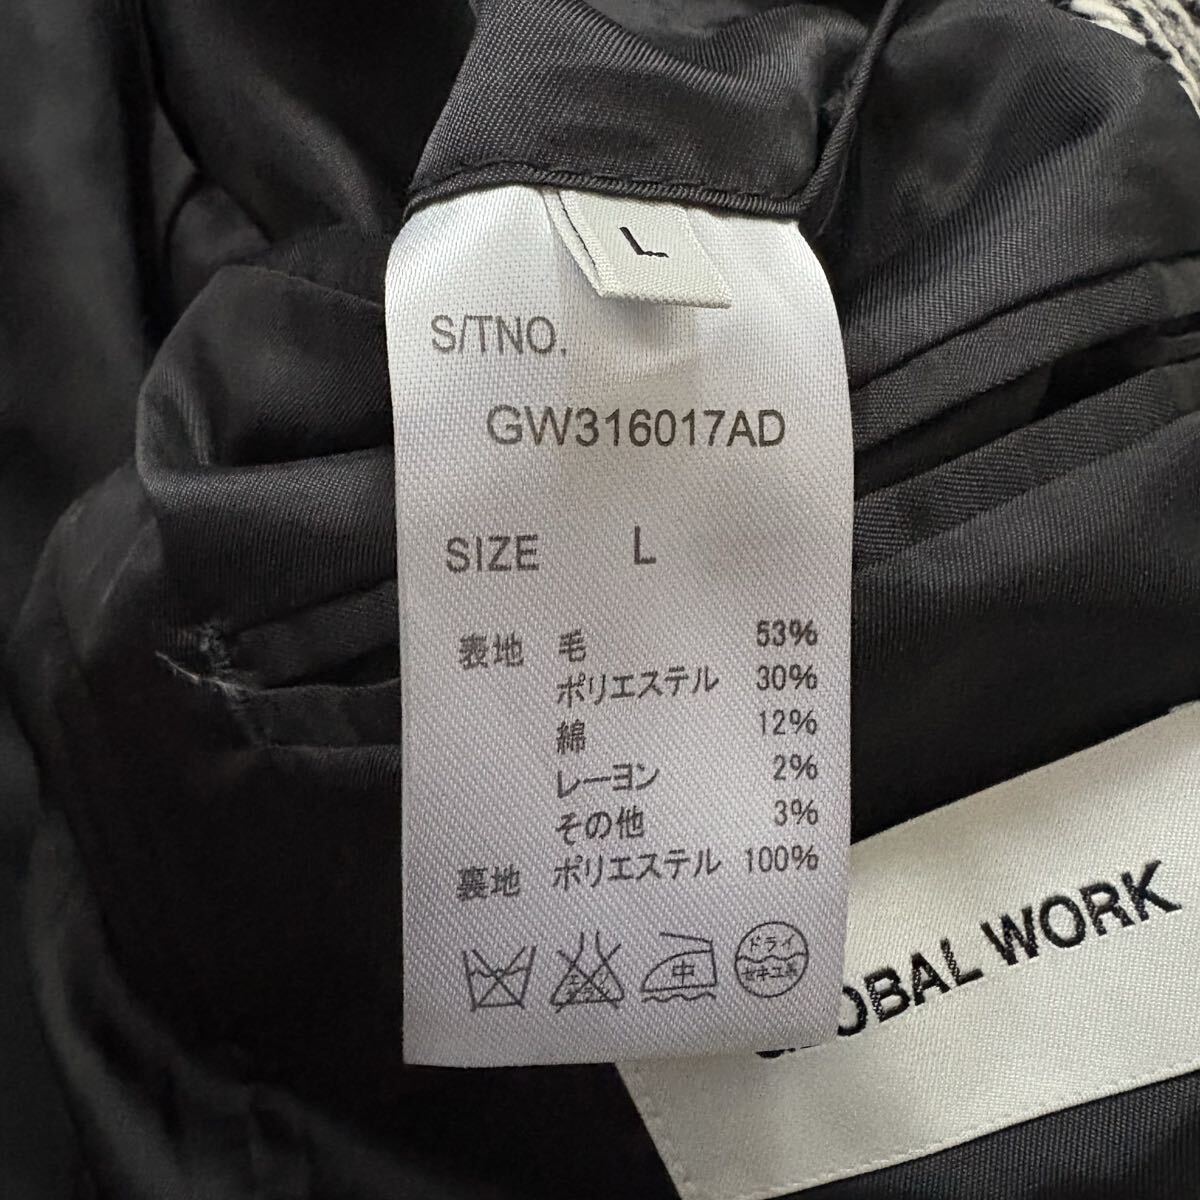 L
S/TNO.
GW316017AD
SIZE L
表地 毛 53%
ポリエステル 30%
綿 12%
レーヨン 2%
その他 3%
裏地 ポリエステル 100%
中
ドライ
セキユ系
GLOBAL WORK